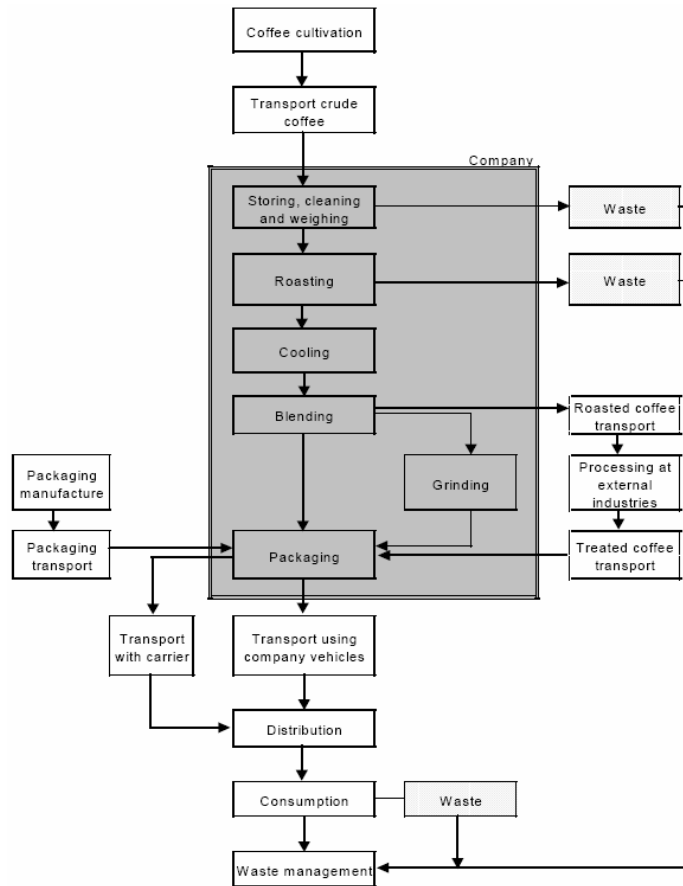 Coffee cultivation
Transport crude
coffee
Company
Storing, cleaning
and weighing
Waste
Roasting
Waste
Cooling
Blending
Roasted coffee
transport
Packaging
manufacture
Grinding
Processing at
external
industries
Packaging
transport
Packaging
Treated coffee
transport
Transport
with carrier
Transport using
company vehicles
Distribution
Consumption
Waste
Waste management